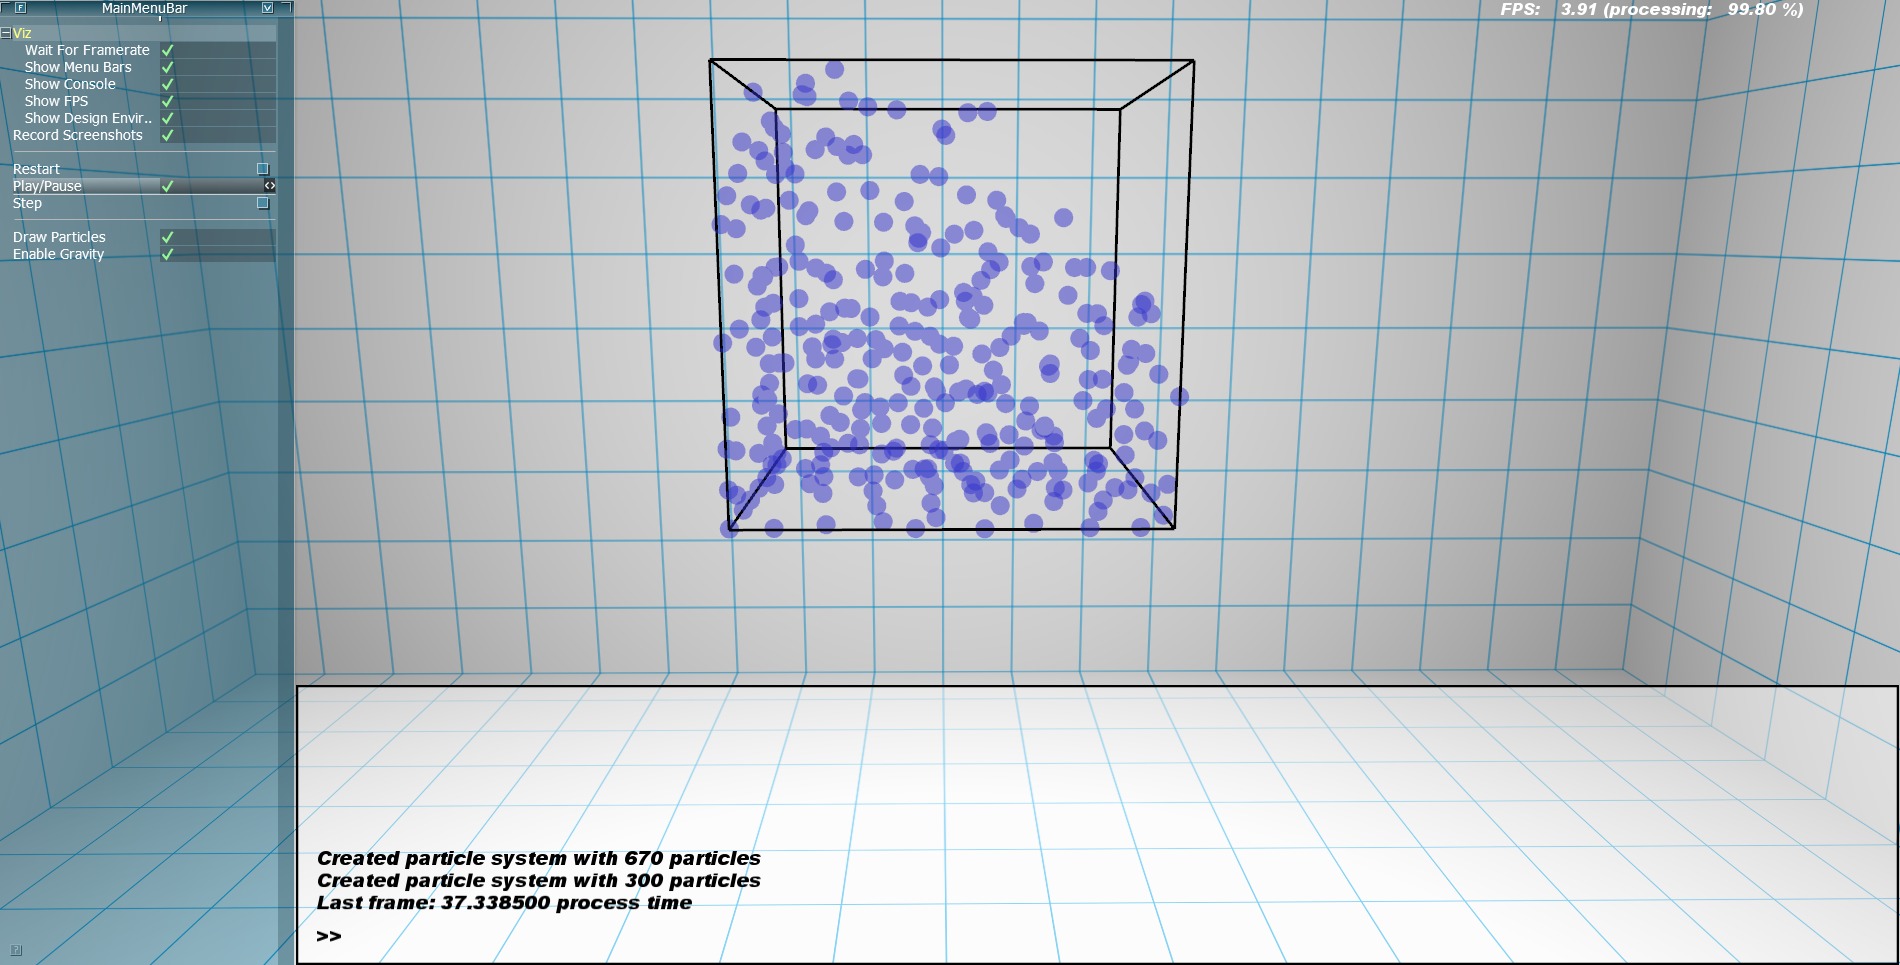 MainMenuBar
FPS: 3.91 (processing: 99.80 %)
Viz
Wait For Framerate
Show Menu Bars
Show Console
Show FPS
Show Design Envir..
Record Screenshots
Restart
Play/Pause
Step
Draw Particles
Enable Gravity
Created particle system with 670 particles
Created particle system with 300 particles
Last frame: 37.338500 process time
>>